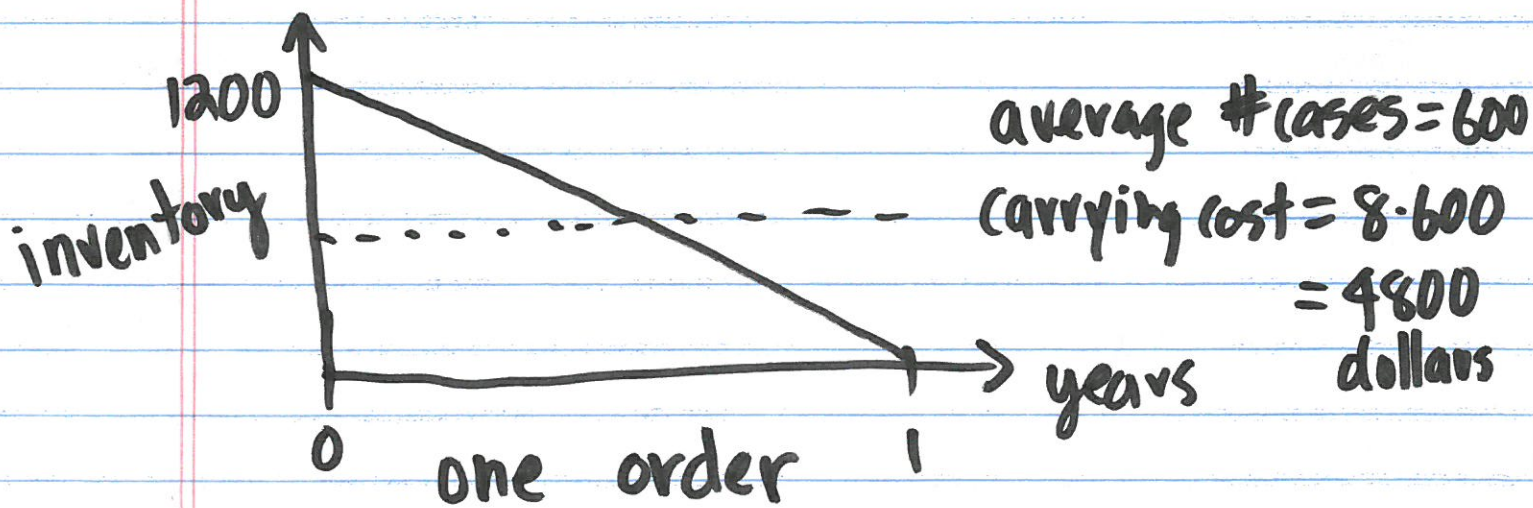 1200
inventory
average # cases = 600
carrying cost = 8·600
= 4800
dollars
years
0
1
one order